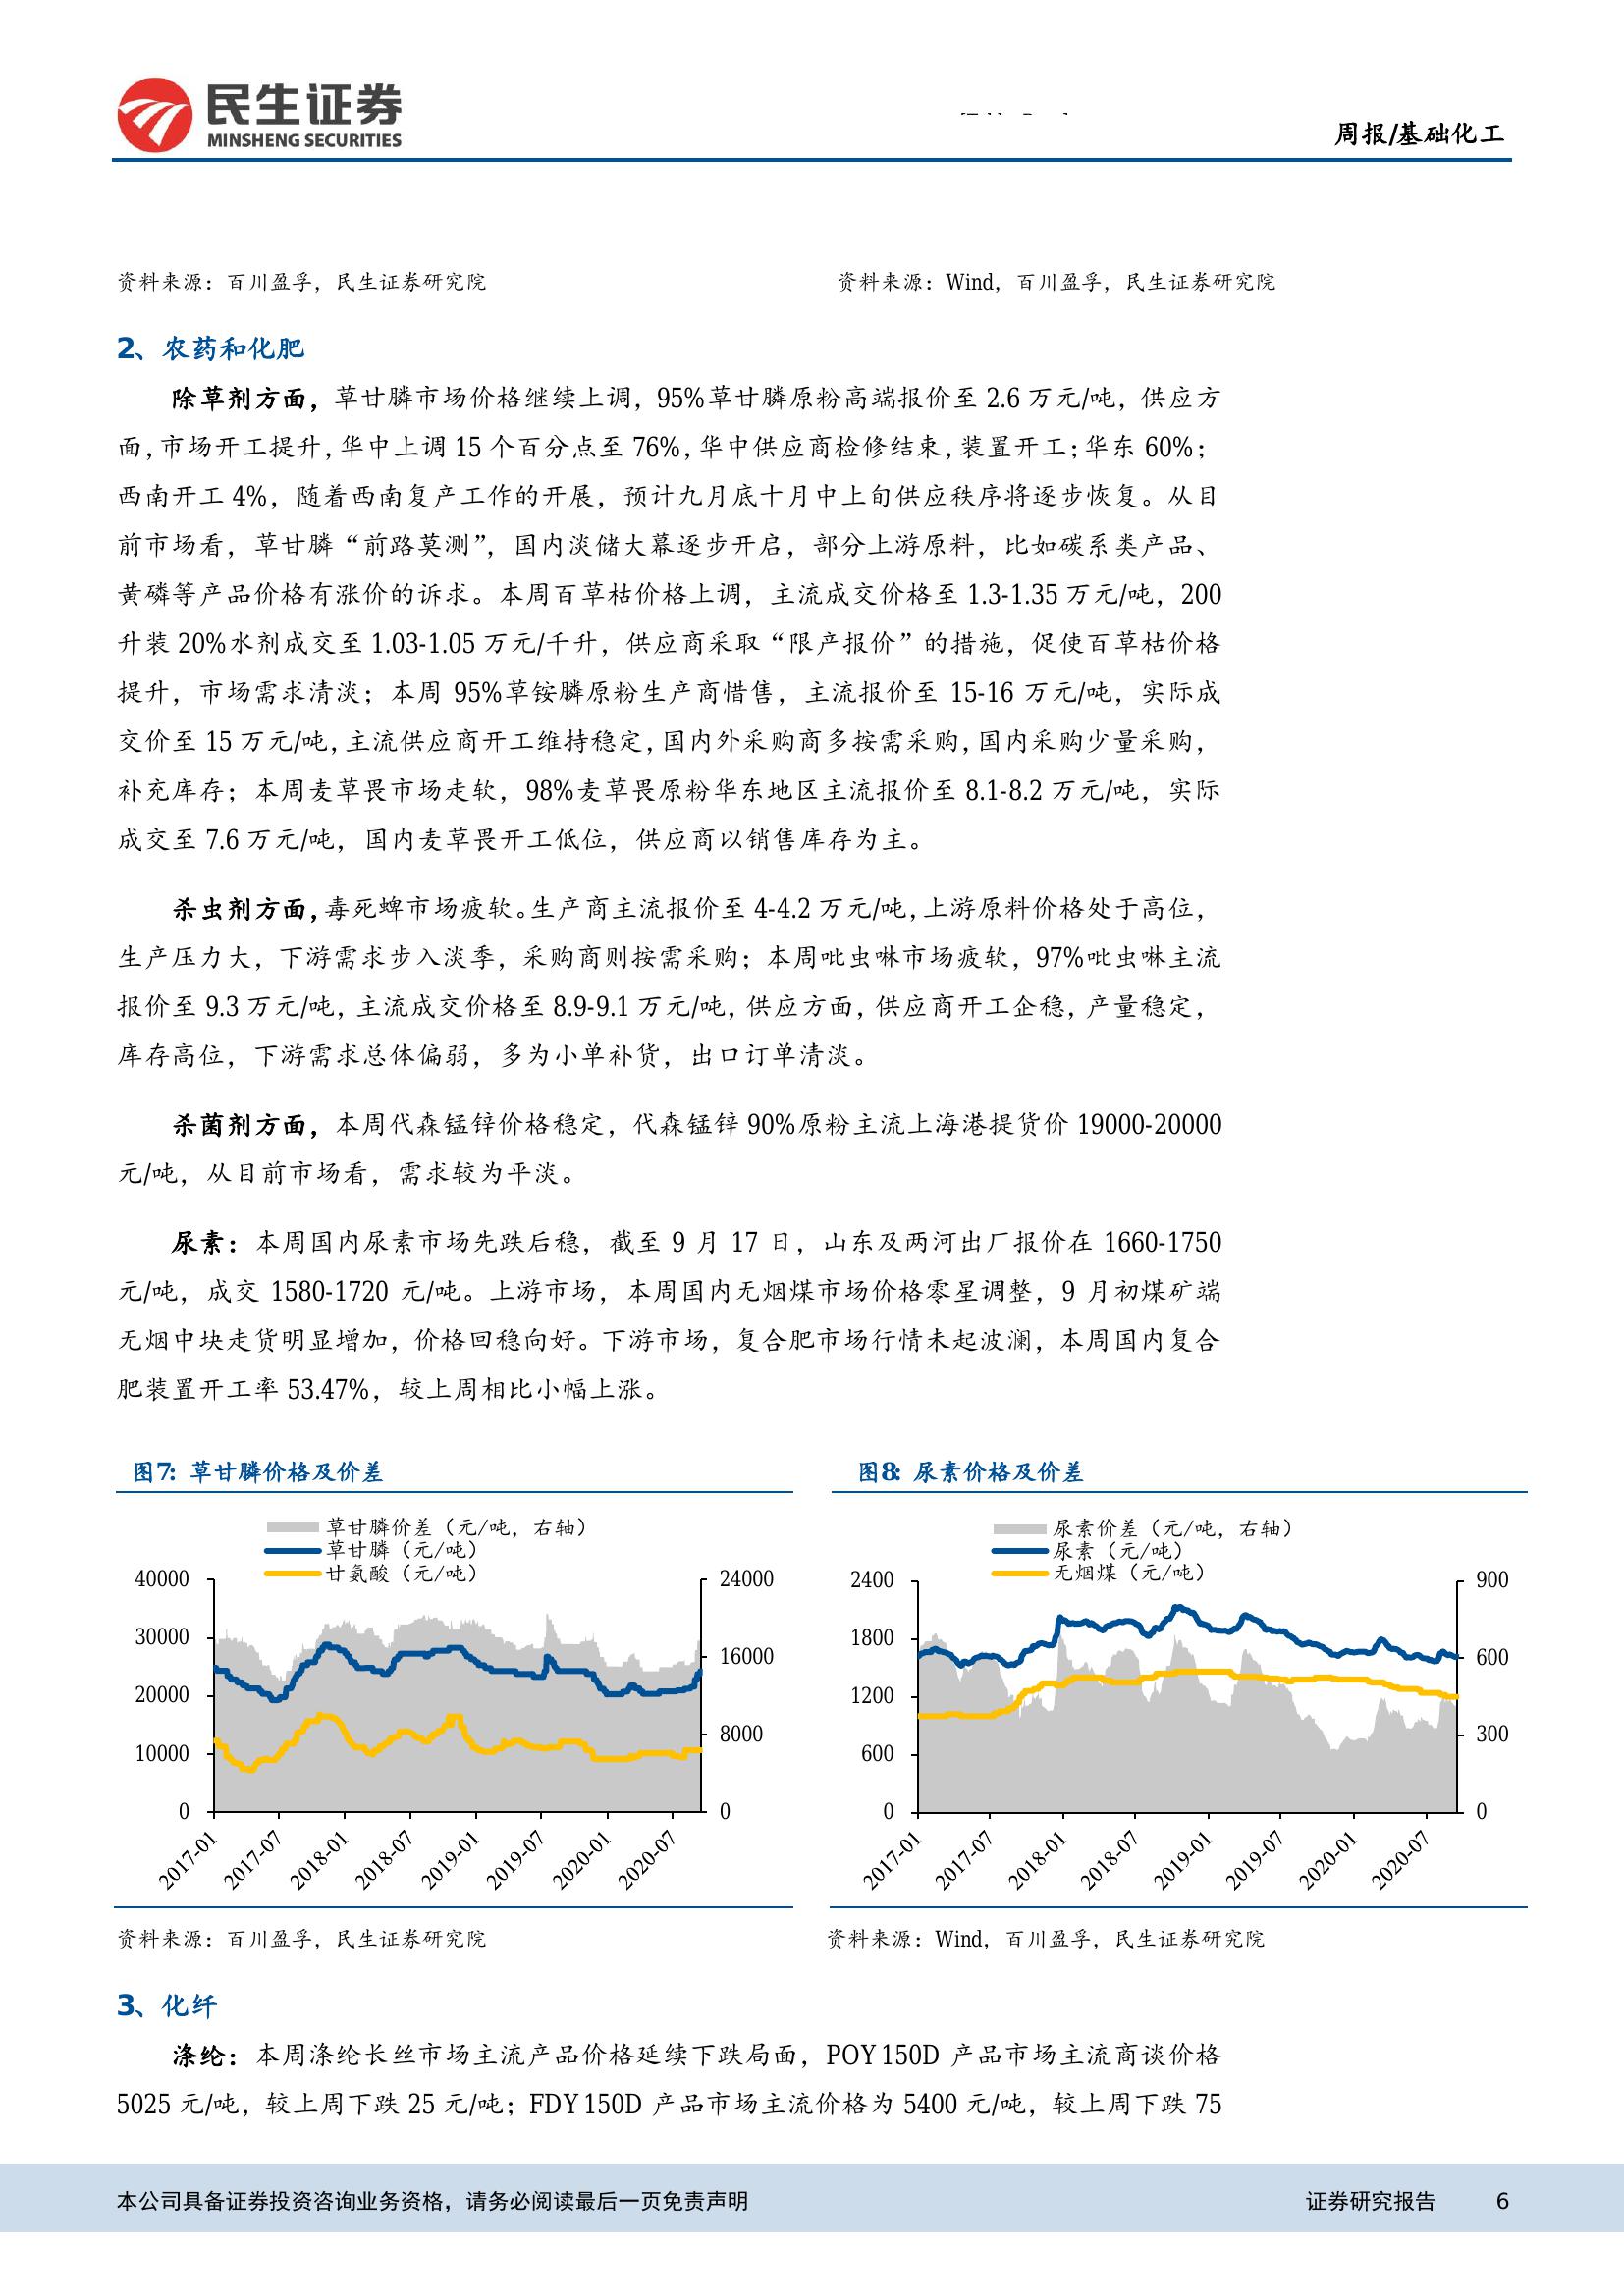 民生证券
MINSHENG SECURITIES
周报/基础化工
资料来源：百川盈孚，民生证券研究院
资料来源：Wind，百川盈孚，民生证券研究院
2、农药和化肥
除草剂方面，草甘膦市场价格继续上调，95%草甘膦原粉高端报价至 2.6 万元/吨，供应方
面，市场开工提升，华中上调 15 个百分点至 76%，华中供应商检修结束，装置开工；华东 60%；
西南开工 4%，随着西南复产工作的开展，预计九月底十月中上旬供应秩序将逐步恢复。从目
前市场看，草甘膦“前路莫测”，国内淡储大幕逐步开启，部分上游原料，比如碳系类产品、
黄磷等产品价格有涨价的诉求。本周百草枯价格上调，主流成交价格至 1.3-1.35 万元/吨，200
升装 20%水剂成交至 1.03-1.05 万元/千升，供应商采取“限产报价”的措施，促使百草枯价格
提升，市场需求清淡；本周 95%草铵膦原粉生产商惜售，主流报价至 15-16 万元/吨，实际成
交价至 15 万元/吨，主流供应商开工维持稳定，国内外采购商多按需采购，国内采购少量采购，
补充库存；本周麦草畏市场走软，98%麦草畏原粉华东地区主流报价至 8.1-8.2 万元/吨，实际
成交至 7.6 万元/吨，国内麦草畏开工低位，供应商以销售库存为主。
杀虫剂方面，毒死蜱市场疲软。生产商主流报价至 4-4.2 万元/吨，上游原料价格处于高位，
生产压力大，下游需求步入淡季，采购商则按需采购；本周吡虫啉市场疲软，97%吡虫啉主流
报价至 9.3 万元/吨，主流成交价格至 8.9-9.1 万元/吨，供应方面，供应商开工企稳，产量稳定，
库存高位，下游需求总体偏弱，多为小单补货，出口订单清淡。
杀菌剂方面，本周代森锰锌价格稳定，代森锰锌 90%原粉主流上海港提货价 19000-20000
元/吨，从目前市场看，需求较为平淡。
尿素：本周国内尿素市场先跌后稳，截至 9 月 17 日，山东及两河出厂报价在 1660-1750
元/吨，成交 1580-1720 元/吨。上游市场，本周国内无烟煤市场价格零星调整，9 月初煤矿端
无烟中块走货明显增加，价格回稳向好。下游市场，复合肥市场行情未起波澜，本周国内复合
肥装置开工率 53.47%，较上周相比小幅上涨。
图7: 草甘膦价格及价差
草甘膦价差（元/吨，右轴）
草甘膦（元/吨）
甘氨酸（元/吨）
40000
30000
20000
10000
0
24000
16000
8000
0
2017-01
2017-07
2018-01
2018-07
2019-01
2019-07
2020-01
2020-07
资料来源：百川盈孚，民生证券研究院
图8: 尿素价格及价差
尿素价差（元/吨，右轴）
尿素（元/吨）
无烟煤（元/吨）
2400
1800
1200
600
0
900
600
300
0
2017-01
2017-07
2018-01
2018-07
2019-01
2019-07
2020-01
2020-07
资料来源：Wind，百川盈孚，民生证券研究院
3、化纤
涤纶：本周涤纶长丝市场主流产品价格延续下跌局面，POY 150D 产品市场主流商谈价格
5025 元/吨，较上周下跌 25 元/吨；FDY 150D 产品市场主流价格为 5400 元/吨，较上周下跌 75
本公司具备证券投资咨询业务资格，请务必阅读最后一页免责声明
证券研究报告
6